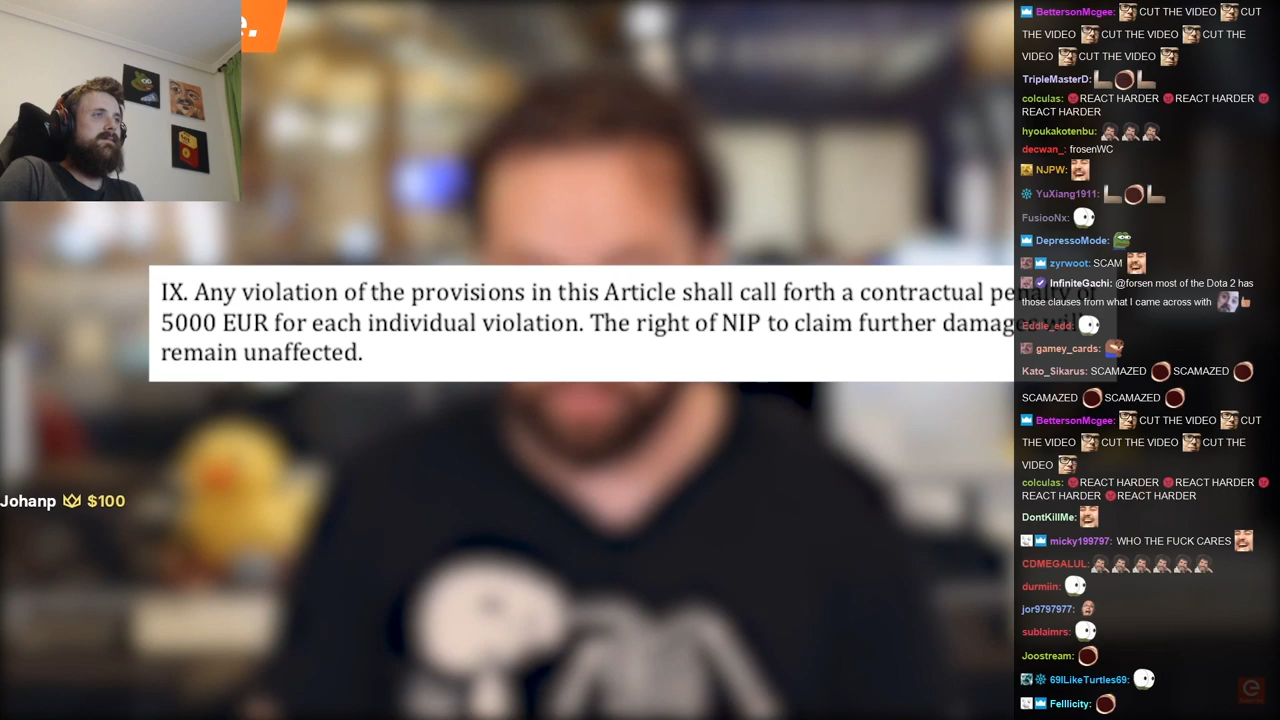 e.
IX. Any violation of the provisions in this Article shall call forth a contractual penalty of
5000 EUR for each individual violation. The right of NIP to claim further damages will
remain unaffected.
Johanp $100
BettersonMcgee: CUT THE VIDEO CUT
THE VIDEO CUT THE VIDEO CUT THE
VIDEO CUT THE VIDEO
TripleMasterD:
colculas: REACT HARDER REACT HARDER
REACT HARDER
hyoukakotenbu:
decwan_: frosenWC
NJPW:
YuXiang1911:
FusiooNx:
DepressoMode:
zyrwoot: SCAM
InfiniteGachi: @forsen most of the Dota 2 has
those clauses from what I came across with
Eddie_edd:
gamey_cards:
Kato_Sikarus: SCAMAZED SCAMAZED
SCAMAZED SCAMAZED
BettersonMcgee: CUT THE VIDEO CUT
THE VIDEO CUT THE VIDEO CUT THE
VIDEO
colculas: REACT HARDER REACT HARDER
REACT HARDER REACT HARDER
DontKillMe:
micky199797: WHO THE FUCK CARES
CDMEGALUL:
durmiin:
jor9797977:
sublaimrs:
Joostream:
69ILikeTurtles69:
Felllicity: